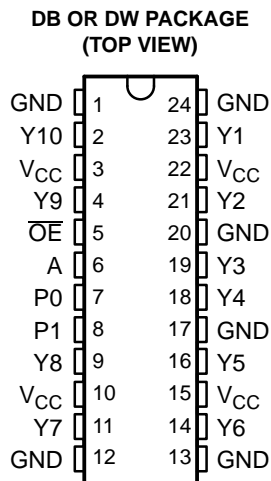 DB OR DW PACKAGE
(TOP VIEW)
GND 1 24 GND
Y10 2 23 Y1
VCC 3 22 VCC
Y9 4 21 Y2
O̅E̅ 5 20 GND
A 6 19 Y3
P0 7 18 Y4
P1 8 17 GND
Y8 9 16 Y5
VCC 10 15 VCC
Y7 11 14 Y6
GND 12 13 GND